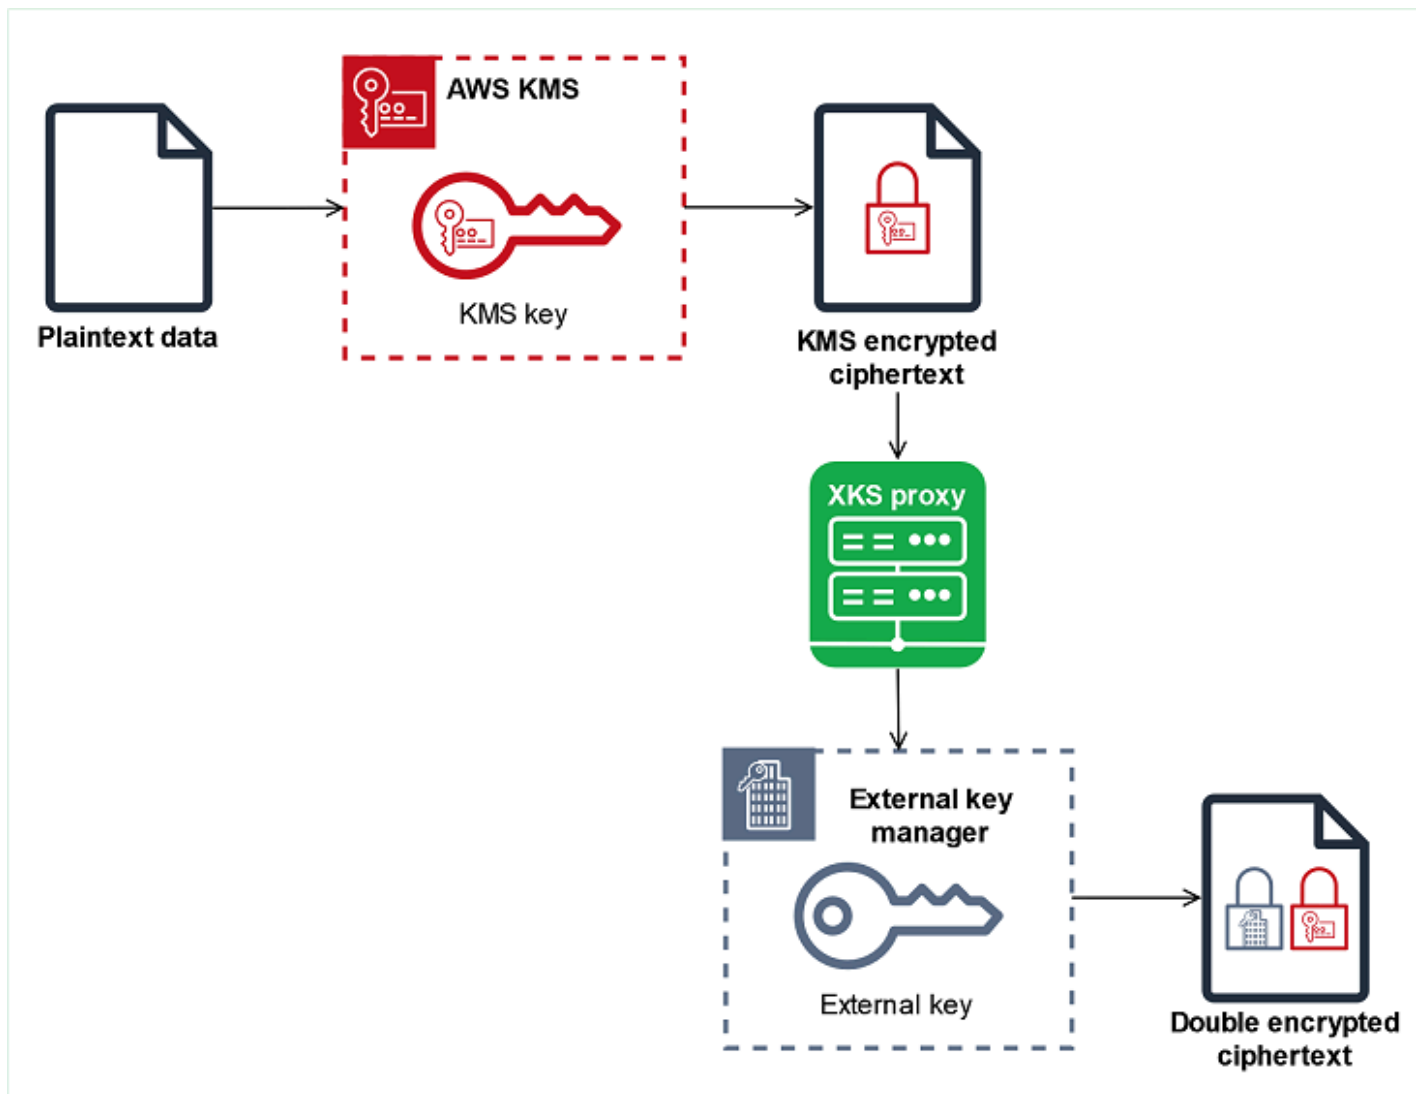 AWS KMS
KMS key
Plaintext data
KMS encrypted
ciphertext
XKS proxy
External key
manager
External key
Double encrypted
ciphertext